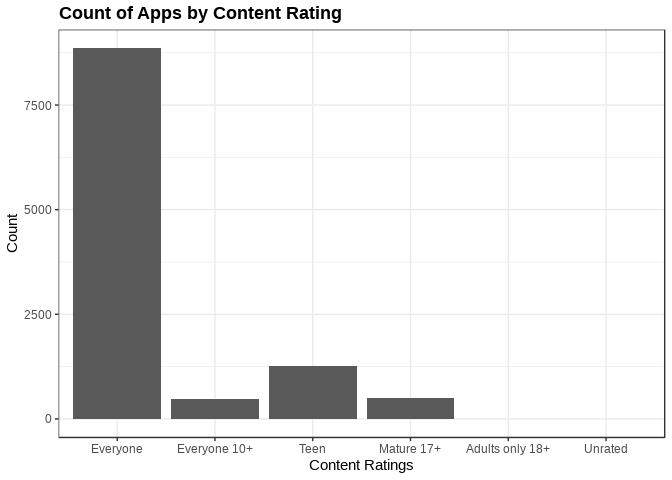 Count of Apps by Content Rating
Count
7500
5000
2500
0
Everyone Everyone 10+ Teen Mature 17+ Adults only 18+ Unrated
Content Ratings